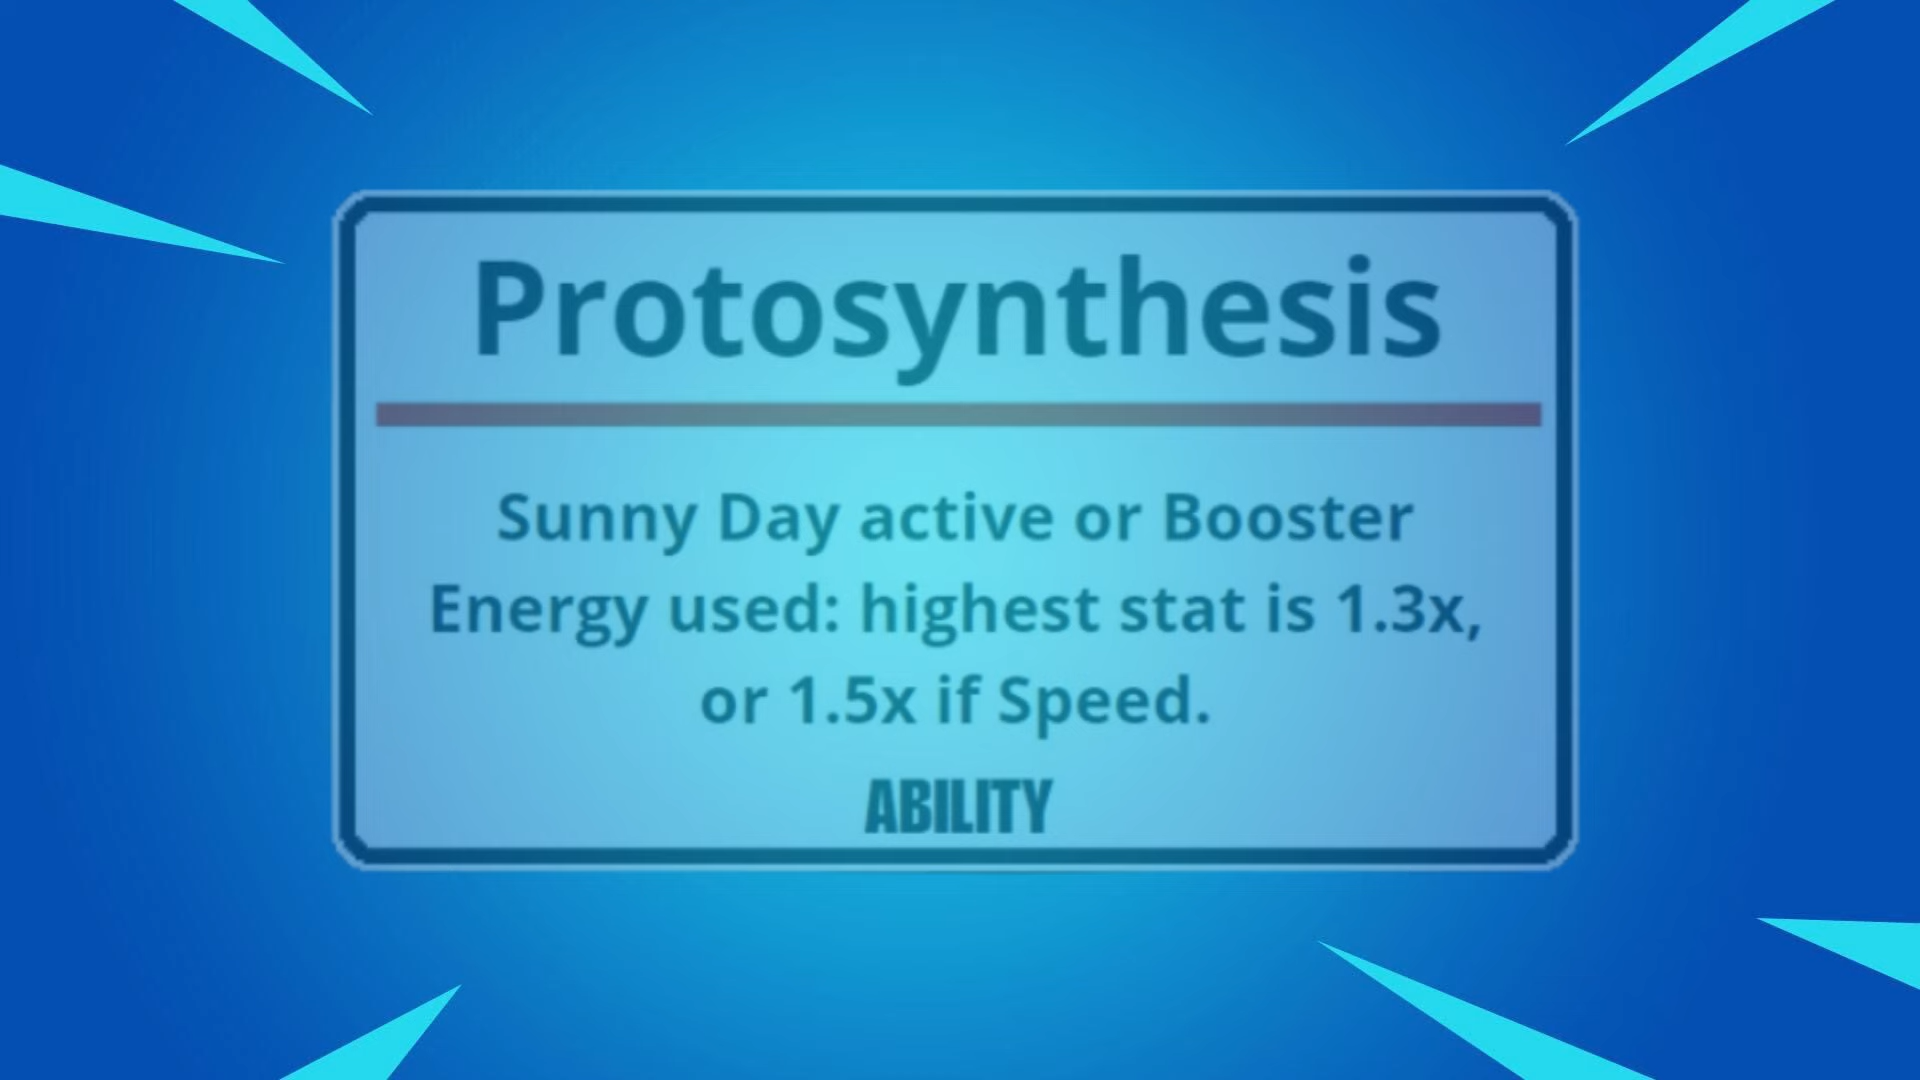 Protosynthesis
Sunny Day active or Booster
Energy used: highest stat is 1.3x,
or 1.5x if Speed.
ABILITY